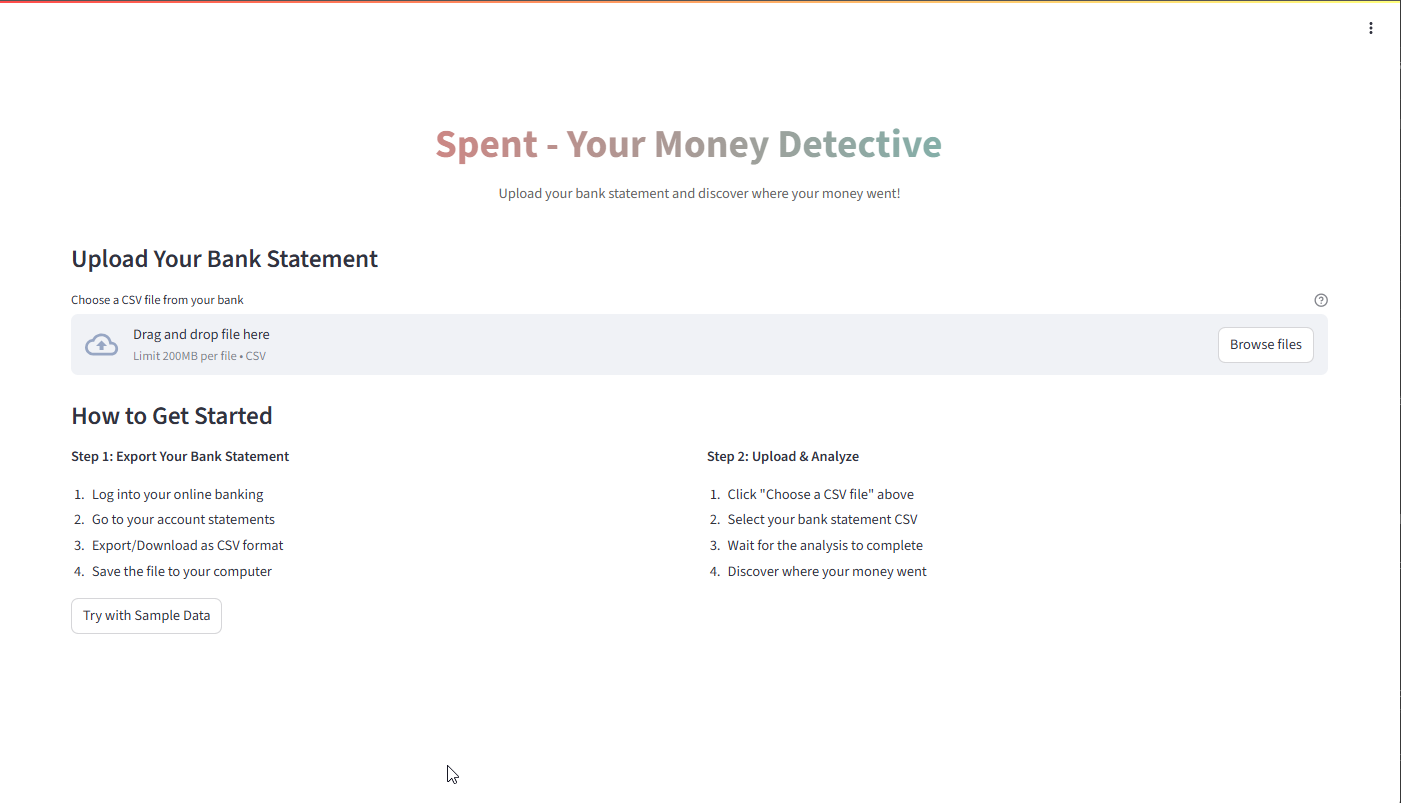 Spent - Your Money Detective
Upload your bank statement and discover where your money went!
Upload Your Bank Statement
Choose a CSV file from your bank
Drag and drop file here
Limit 200MB per file • CSV
Browse files
How to Get Started
Step 1: Export Your Bank Statement
1. Log into your online banking
2. Go to your account statements
3. Export/Download as CSV format
4. Save the file to your computer
Step 2: Upload & Analyze
1. Click "Choose a CSV file" above
2. Select your bank statement CSV
3. Wait for the analysis to complete
4. Discover where your money went
Try with Sample Data